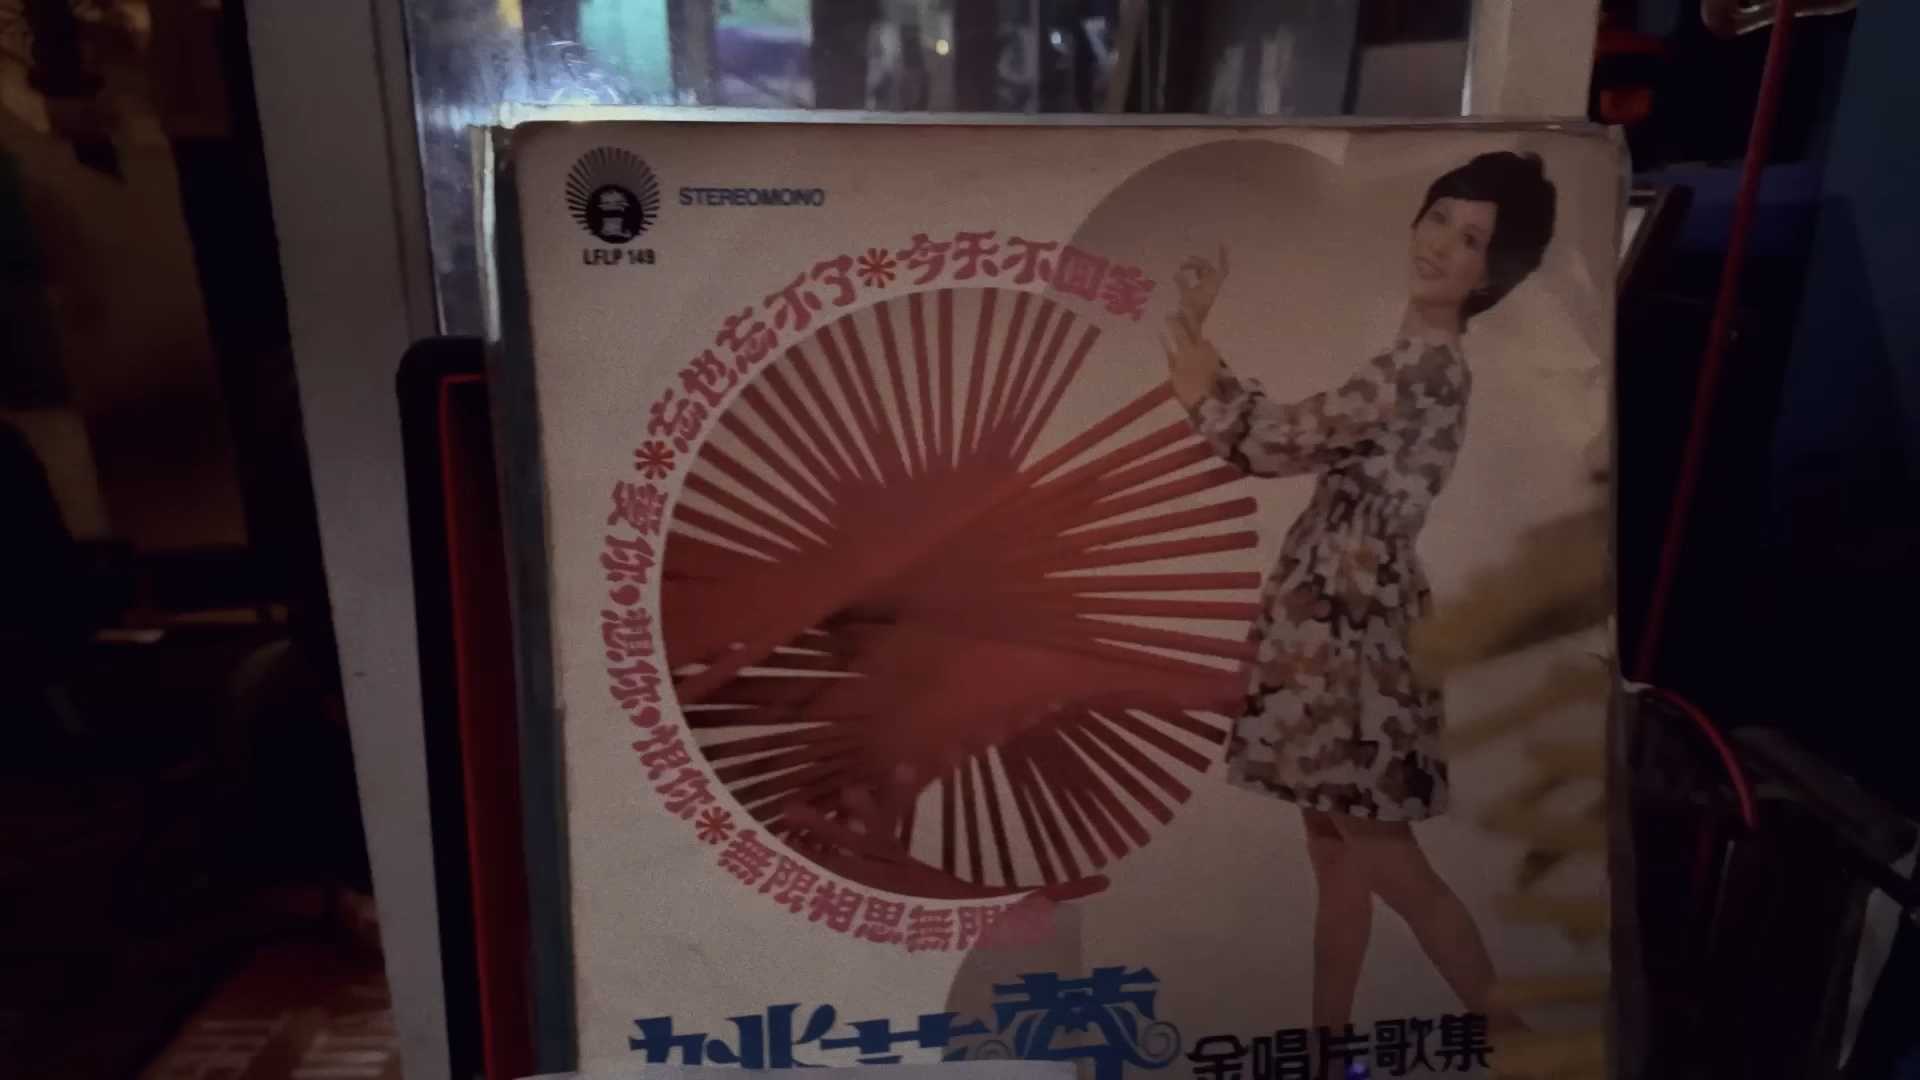 STEREOMONO
LFLP 149
今天不回家
忘也忘不了
愛你•想你•恨你
無限相思無限
金唱片歌集